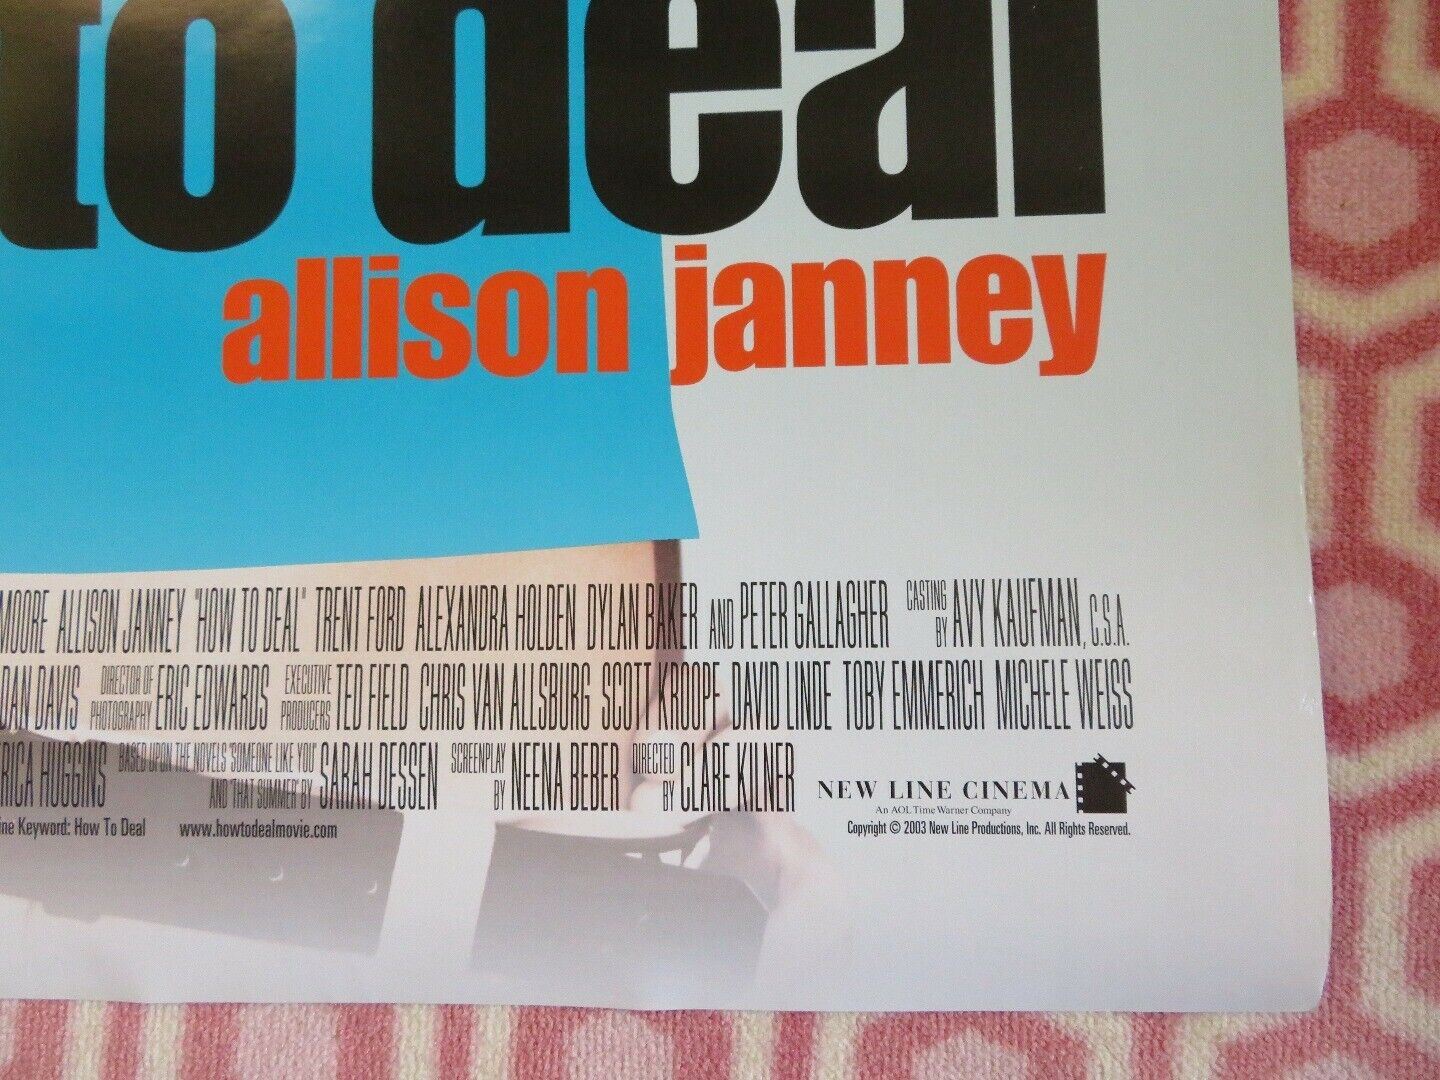 to deal
allison janney
MOORE ALLISON JANNEY "HOW TO DEAL" TRENT FORD ALEXANDRA HOLDEN DYLAN BAKER AND PETER GALLAGHER CASTING BY AVY KAUFMAN, C.S.A.
DAN DAVIS DIRECTOR OF PHOTOGRAPHY ERIC EDWARDS EXECUTIVE PRODUCERS TED FIELD CHRIS VAN ALLSBURG SCOTT KROOPF DAVID LINDE TOBY EMMERICH MICHELE WEISS
RICA HUGGINS BASED UPON THE NOVELS 'SOMEONE LIKE YOU' AND 'THAT SUMMER' BY SARAH DESSEN SCREENPLAY BY NEENA BEBER DIRECTED BY CLARE KILNER
NEW LINE CINEMA
An AOL Time Warner Company
ine Keyword: How To Deal www.howtodealmovie.com Copyright © 2003 New Line Productions, Inc. All Rights Reserved.